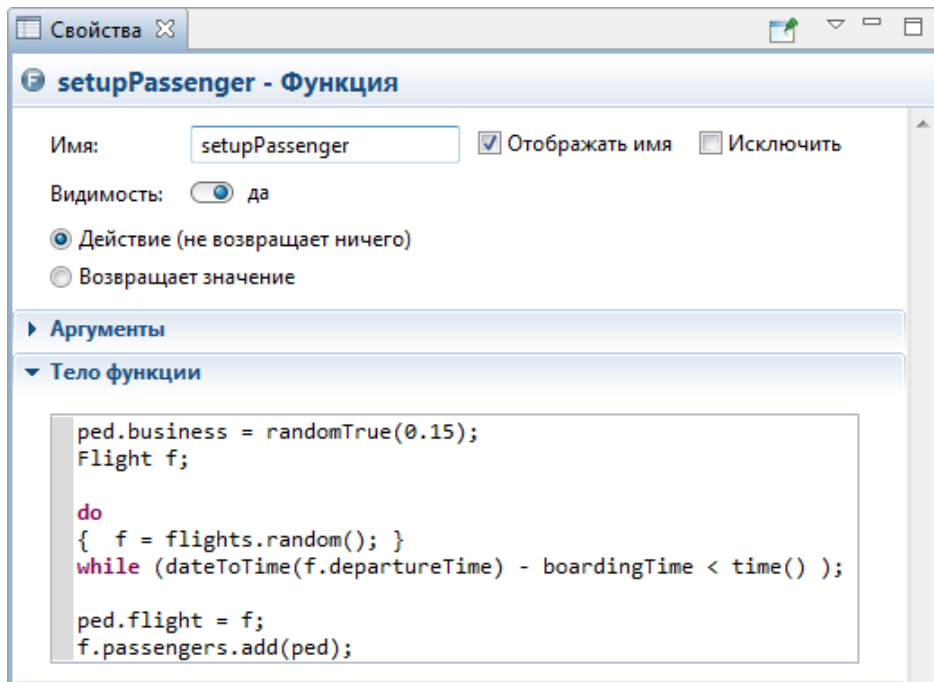 Свойства
setupPassenger - Функция
Имя: setupPassenger Отображать имя Исключить
Видимость: да
Действие (не возвращает ничего)
Возвращает значение
Аргументы
Тело функции
ped.business = randomTrue(0.15);
Flight f;
do
{  f = flights.random(); }
while (dateToTime(f.departureTime) - boardingTime < time() );
ped.flight = f;
f.passengers.add(ped);